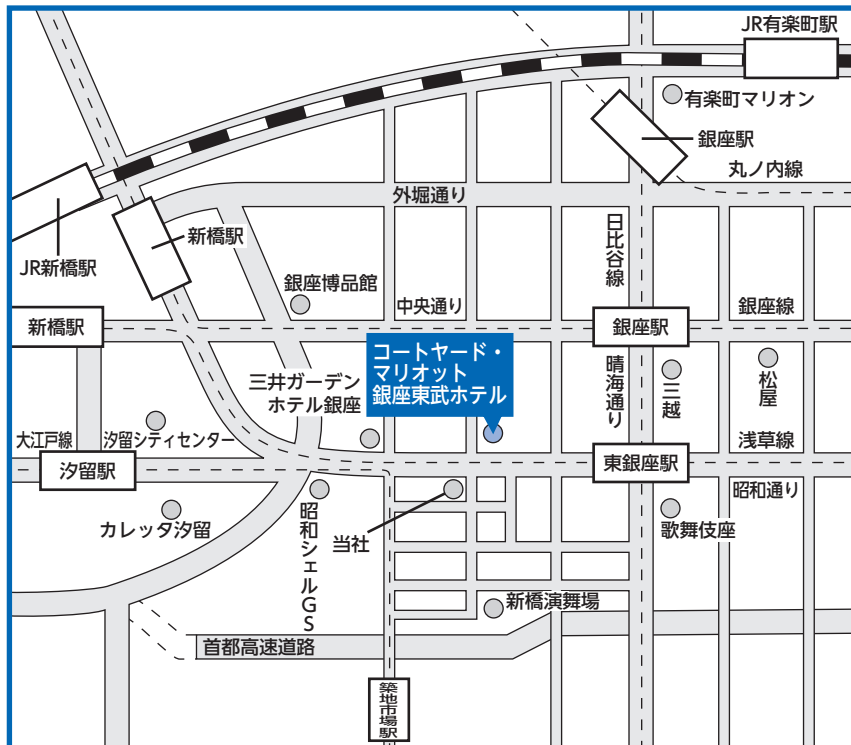 JR有楽町駅
有楽町マリオン
銀座駅
丸ノ内線
外堀通り
日比谷線
新橋駅
JR新橋駅
銀座博品館
中央通り
銀座線
新橋駅
銀座駅
コートヤード・
マリオット
銀座東武ホテル
晴海通り
三越
松屋
三井ガーデン
ホテル銀座
大江戸線
汐留シティセンター
浅草線
汐留駅
東銀座駅
昭和通り
カレッタ汐留
昭和シェルGS
当社
歌舞伎座
新橋演舞場
首都高速道路
築地市場駅